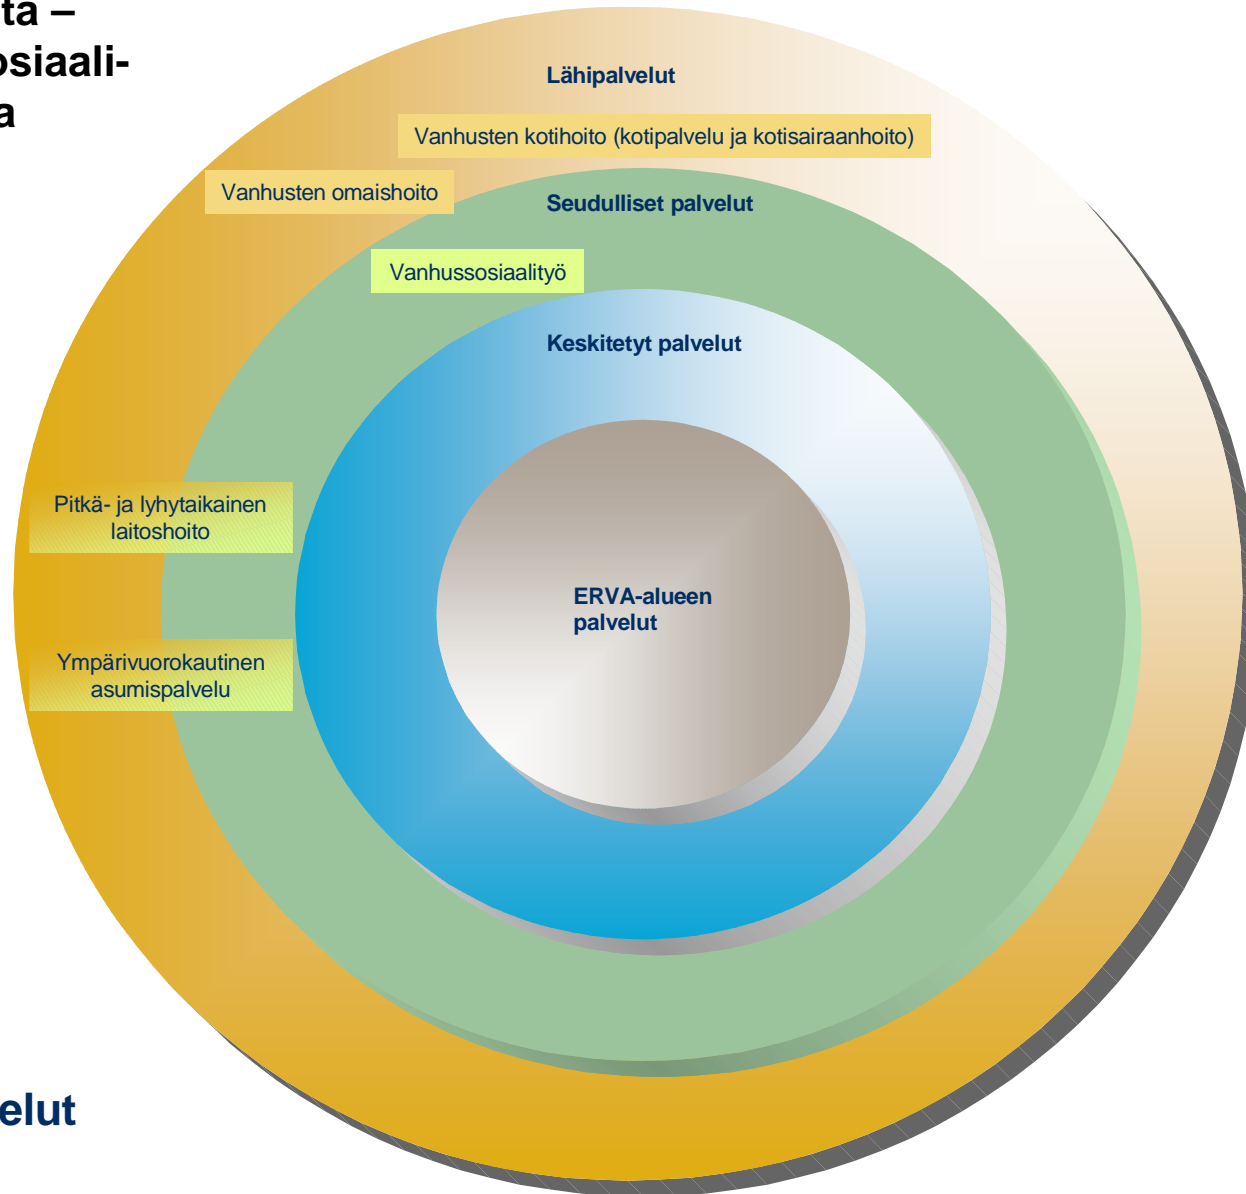 tä –
osiaali-
a
Lähipalvelut
Vanhusten kotihoito (kotipalvelu ja kotisairaanhoito)
Vanhusten omaishoito
Seudulliset palvelut
Vanhussosiaalityö
Keskitetyt palvelut
Pitkä- ja lyhytaikainen
laitoshoito
ERVA-alueen
palvelut
Ympärivuorokautinen
asumispalvelu
elut